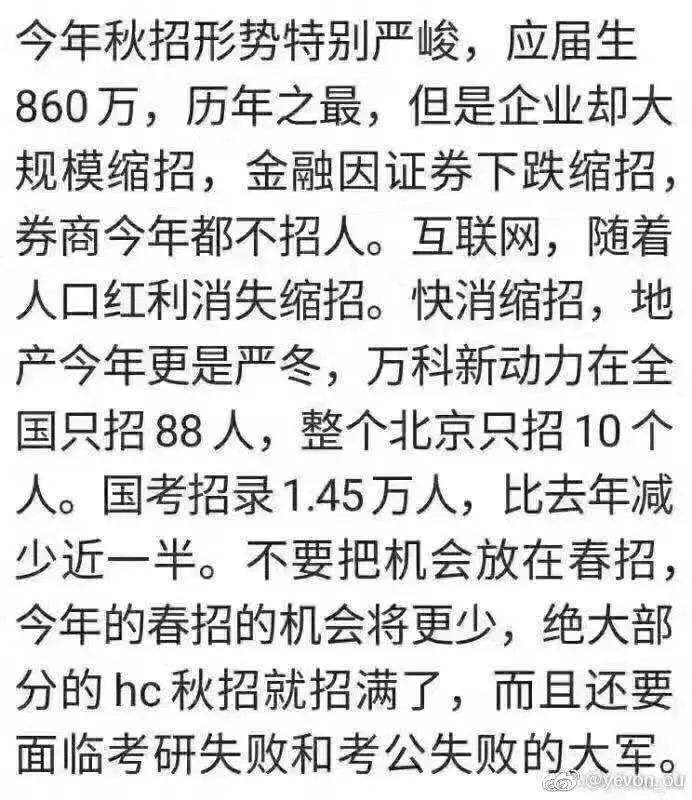 今年秋招形势特别严峻，应届生
860万，历年之最，但是企业却大
规模缩招，金融因证券下跌缩招，
券商今年都不招人。互联网，随着
人口红利消失缩招。快消缩招，地
产今年更是严冬，万科新动力在全
国只招88人，整个北京只招10个
人。国考招录1.45万人，比去年减
少近一半。不要把机会放在春招，
今年的春招的机会将更少，绝大部
分的hc秋招就招满了，而且还要
面临考研失败和考公失败的大军。
@yevon_ou